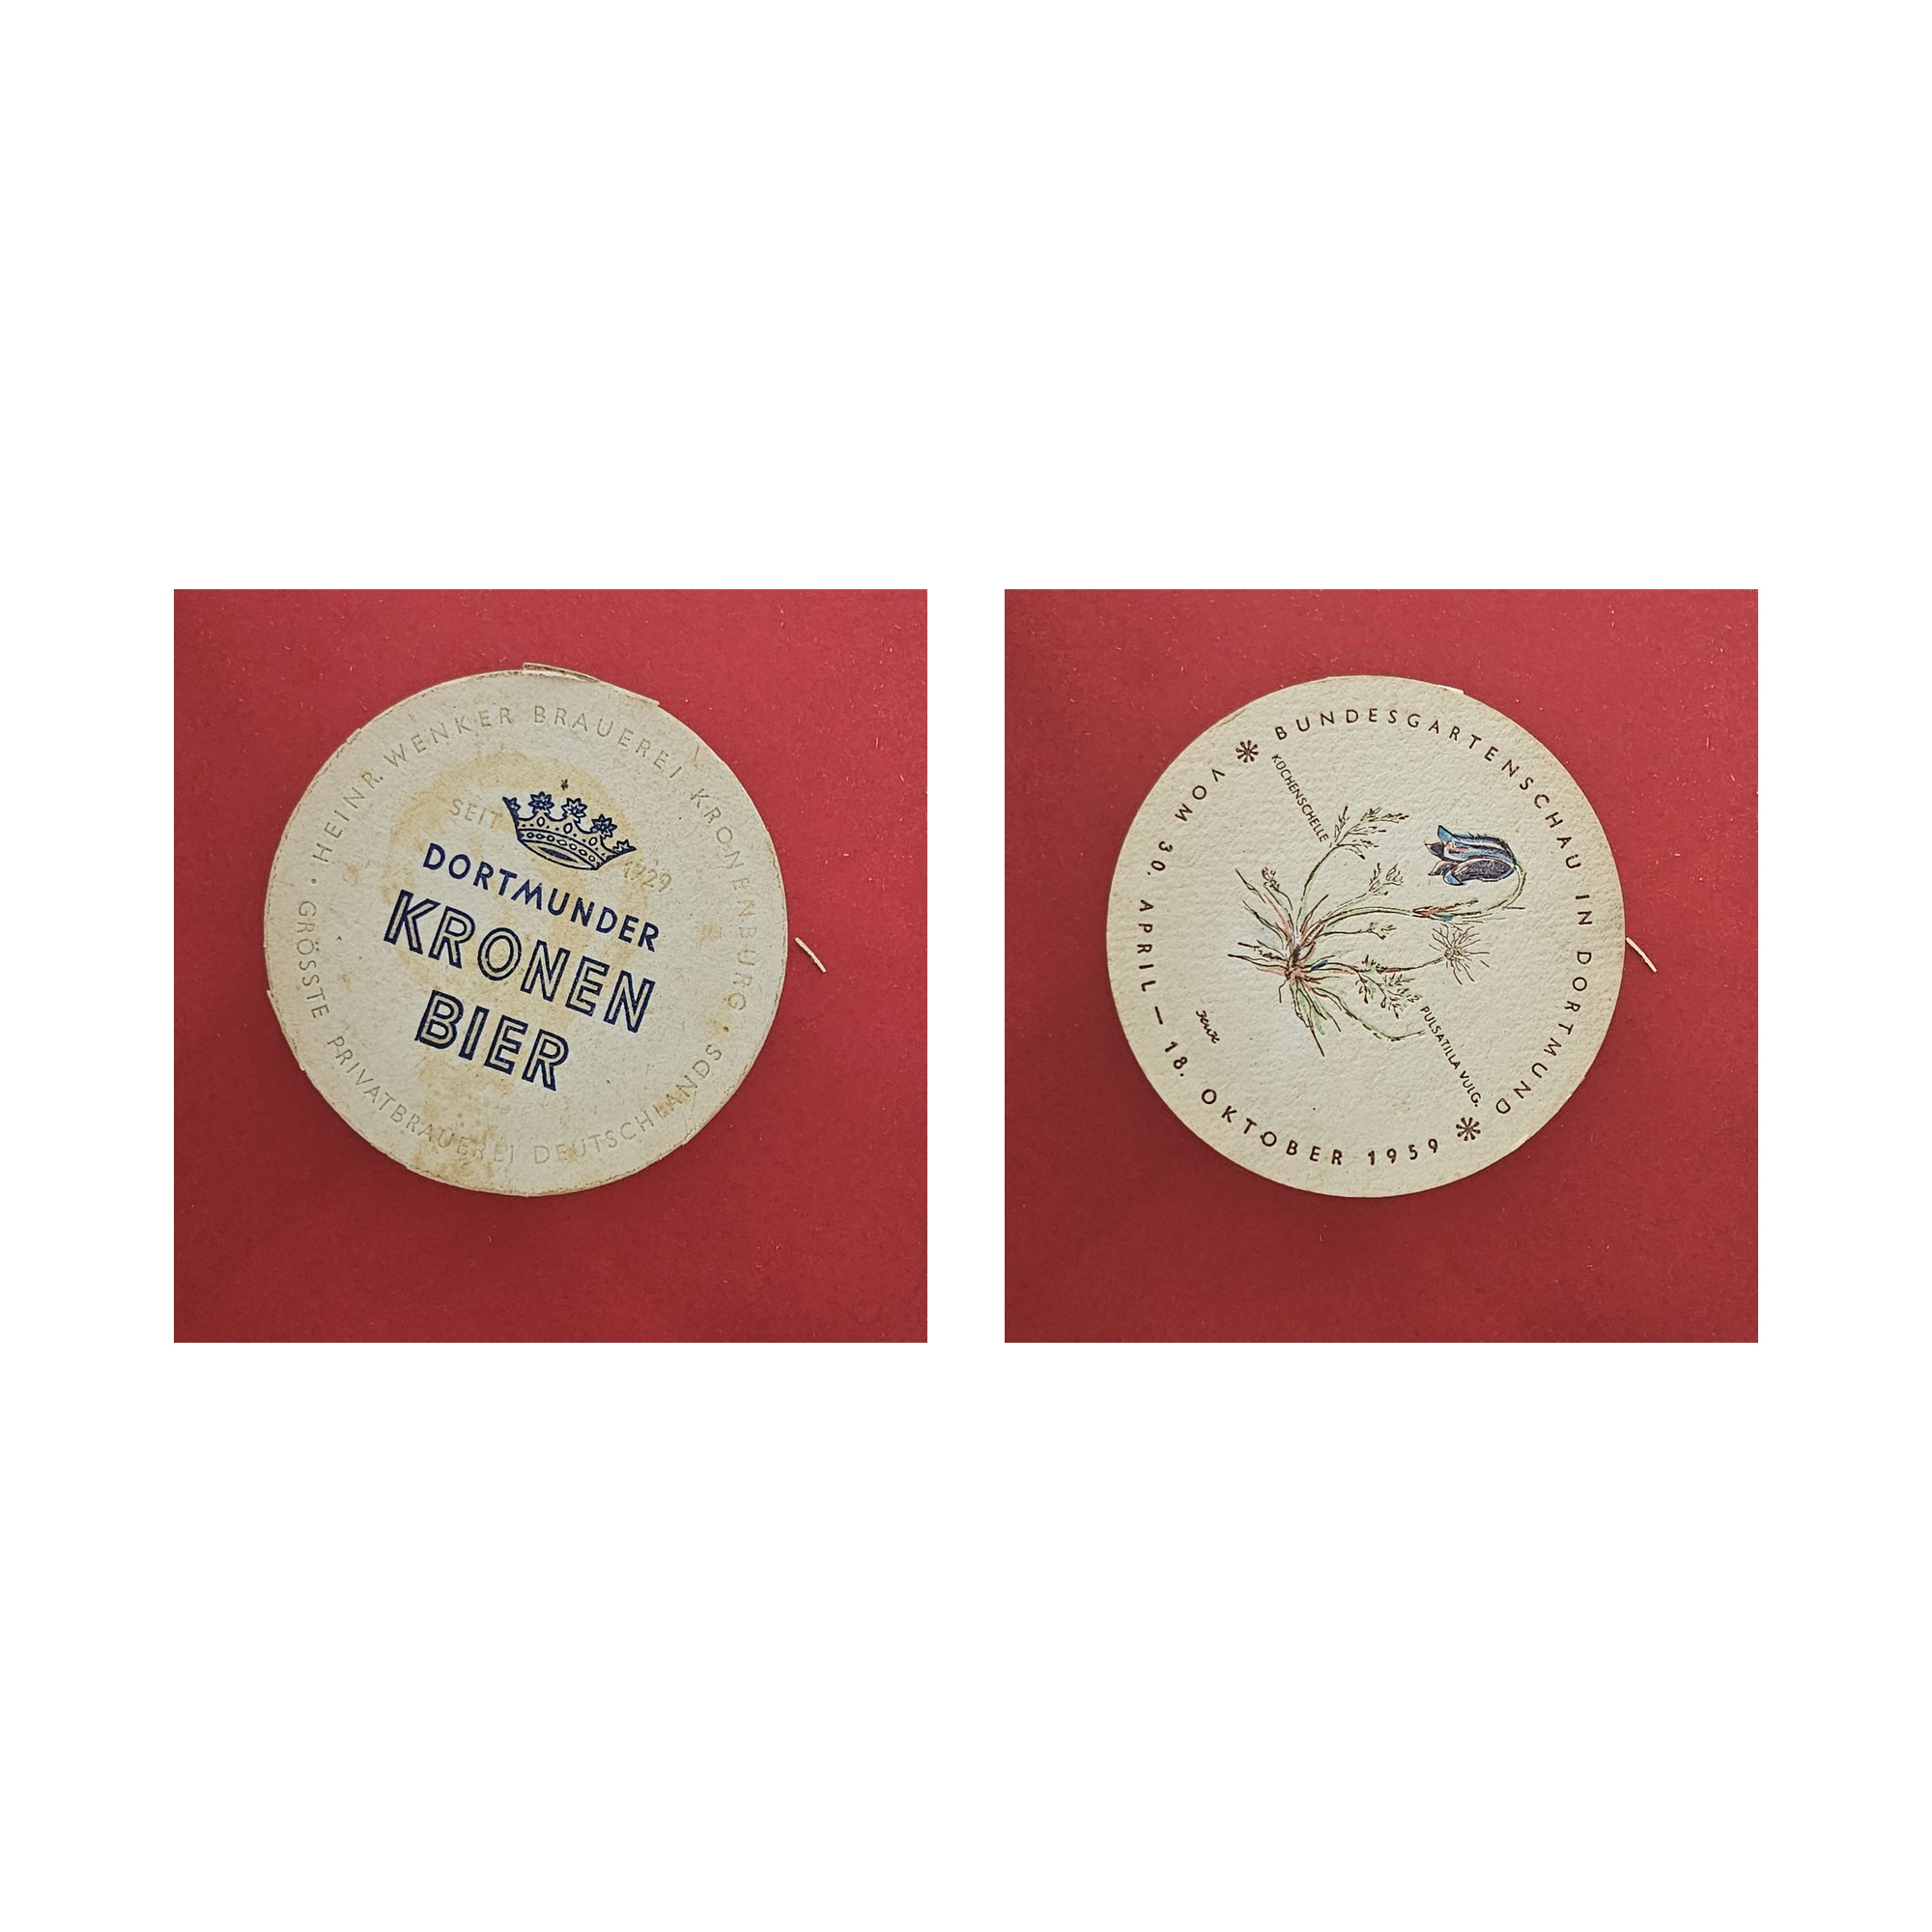 HEINR. WENKER BRAUEREI KRONENBURG
SEIT 1729
DORTMUNDER
KRONEN
BIER
GRÖSSTE PRIVATBRAUEREI DEUTSCHLANDS
BUNDESGARTENSCHAU IN DORTMUND
VOM 30. APRIL — 18. OKTOBER 1959
KÜCHENSCHELLE
PULSATILLA VULG.